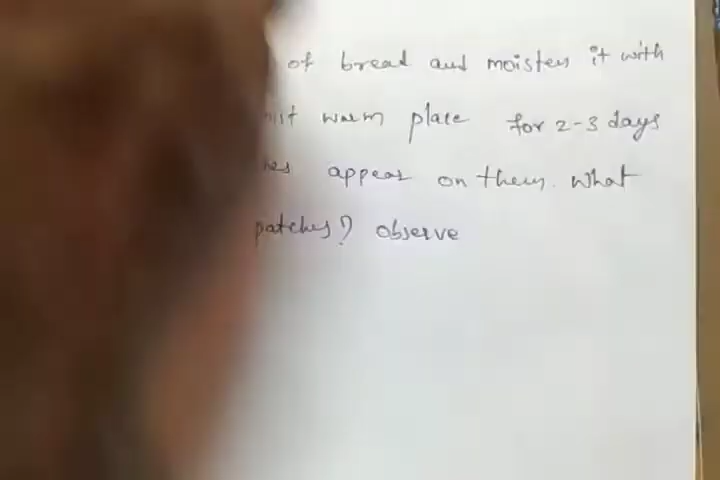 of bread and moisten it with
warm place for 2-3 days
appear on them. what
patches? observe